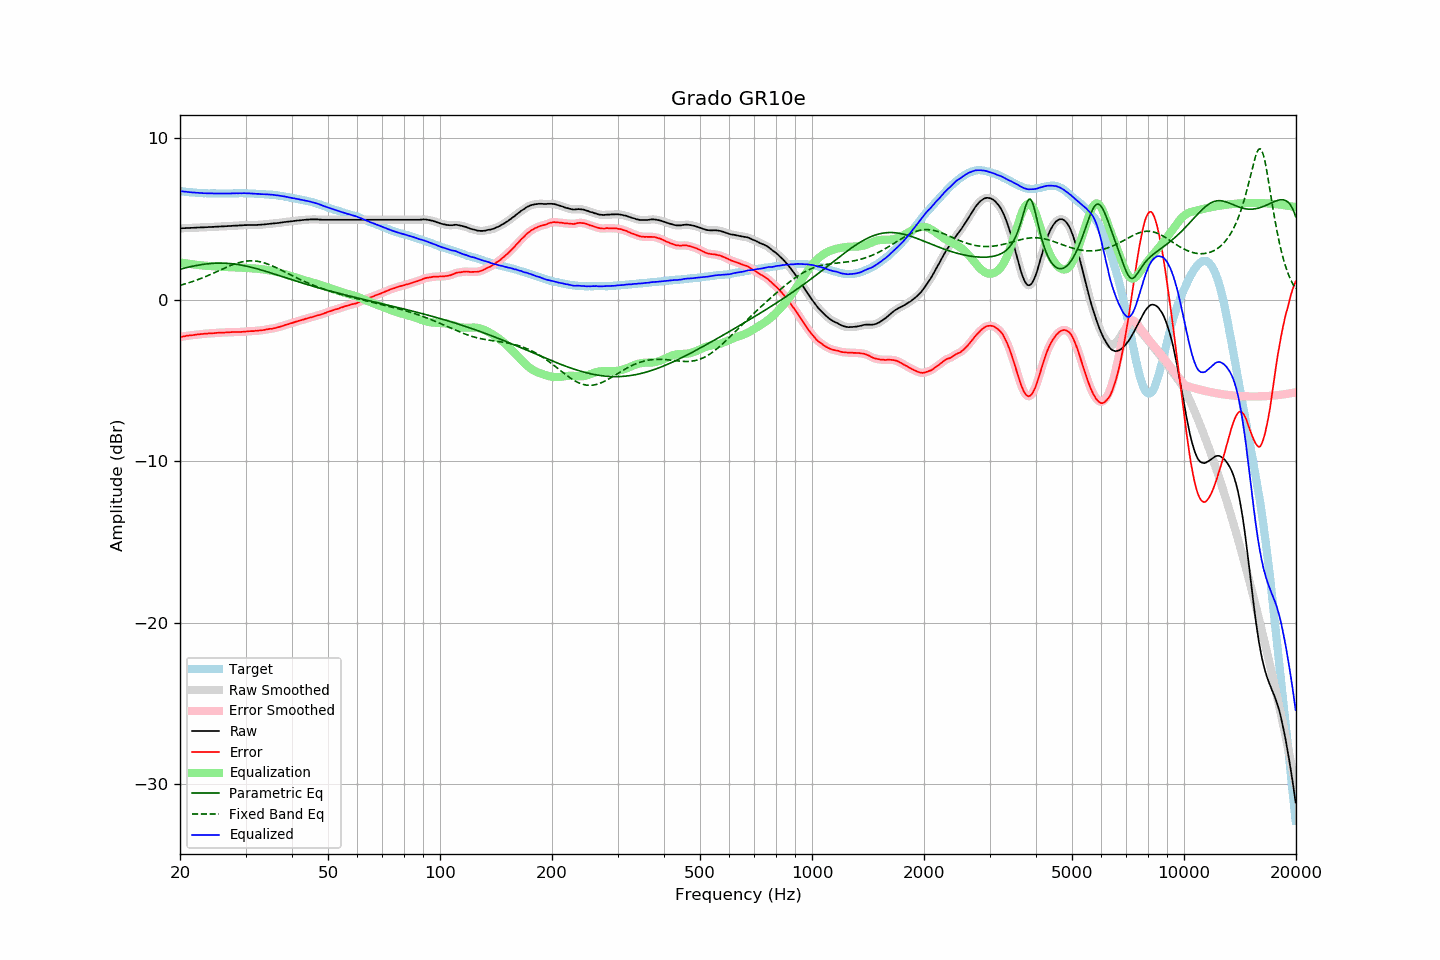 Grado GR10e
10
0
−10
−20
−30
Amplitude (dBr)
Target
Raw Smoothed
Error Smoothed
Raw
Error
Equalization
Parametric Eq
Fixed Band Eq
Equalized
20 50 100 200 500 1000 2000 5000 10000 20000
Frequency (Hz)